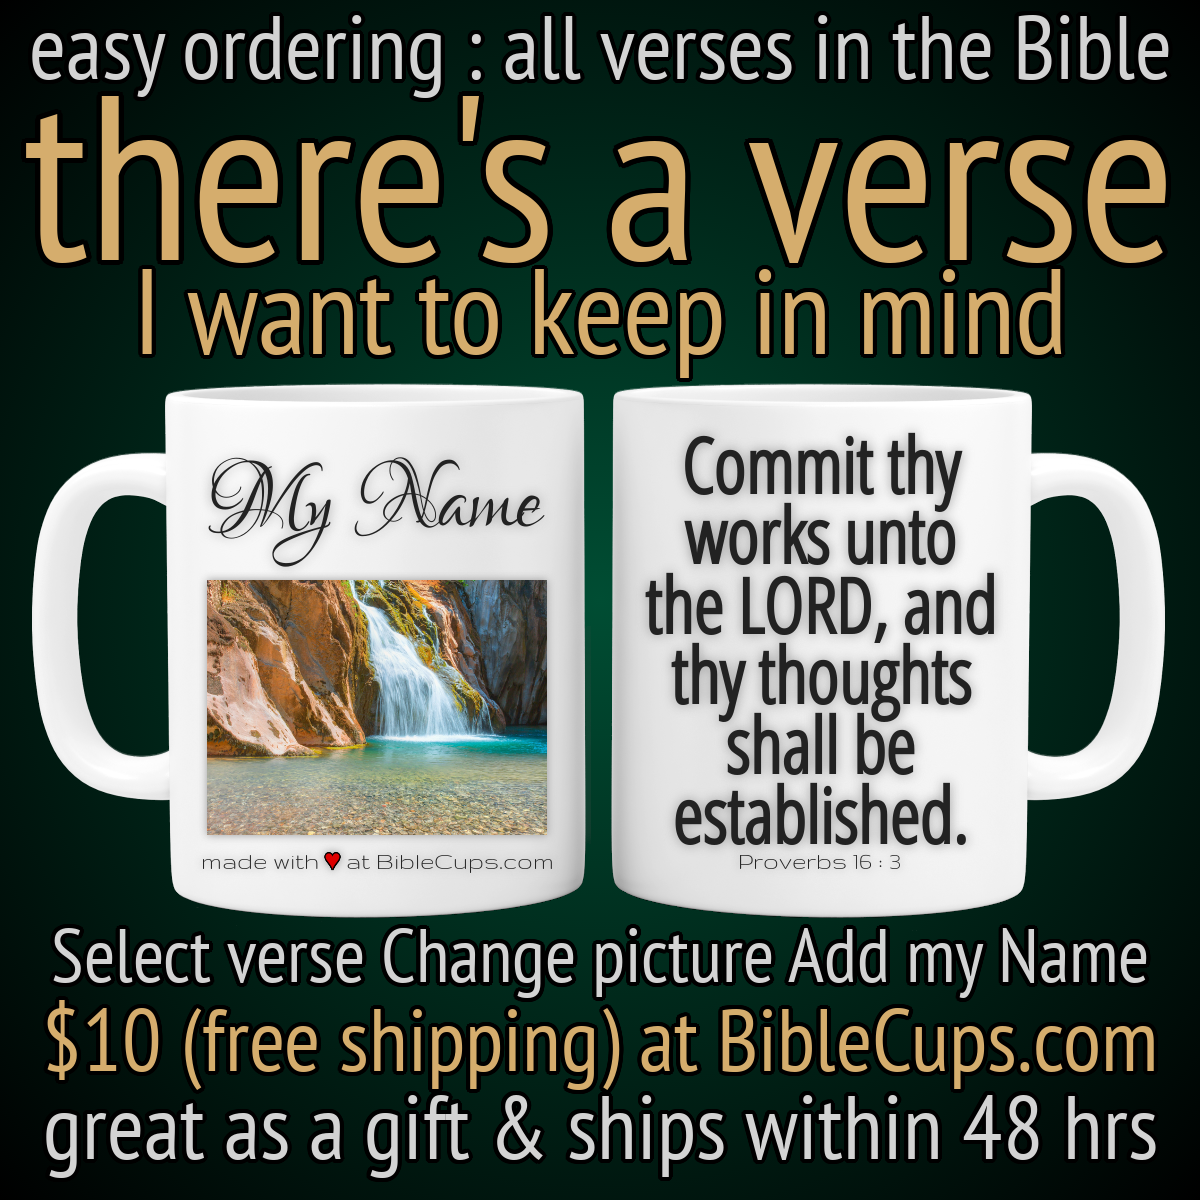 easy ordering : all verses in the Bible
there's a verse
I want to keep in mind
My Name
made with ♥ at BibleCups.com
Commit thy
works unto
the LORD, and
thy thoughts
shall be
established.
Proverbs 16 : 3
Select verse Change picture Add my Name
$10 (free shipping) at BibleCups.com
great as a gift & ships within 48 hrs